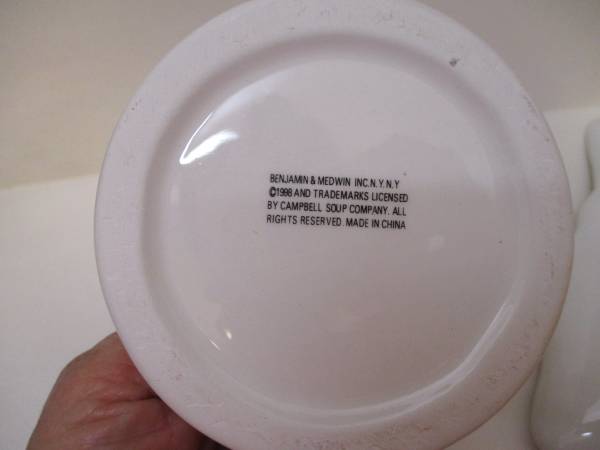 BENJAMIN & MEDWIN INC.N.Y.N.Y
©1998 AND TRADEMARKS LICENSED
BY CAMPBELL SOUP COMPANY. ALL
RIGHTS RESERVED. MADE IN CHINA